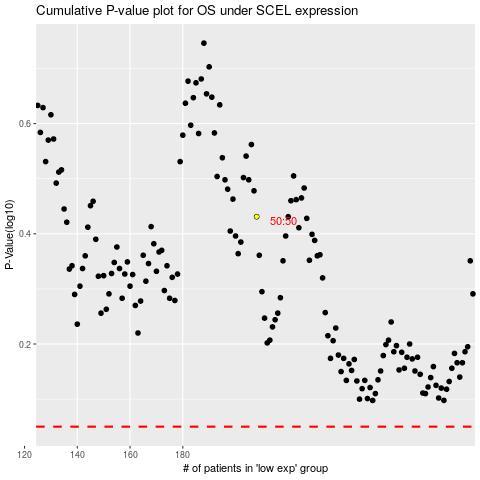 Cumulative P-value plot for OS under SCEL expression
P-Value(log10)
0.6
0.4
0.2
50:50
120 140 160 180
# of patients in 'low exp' group